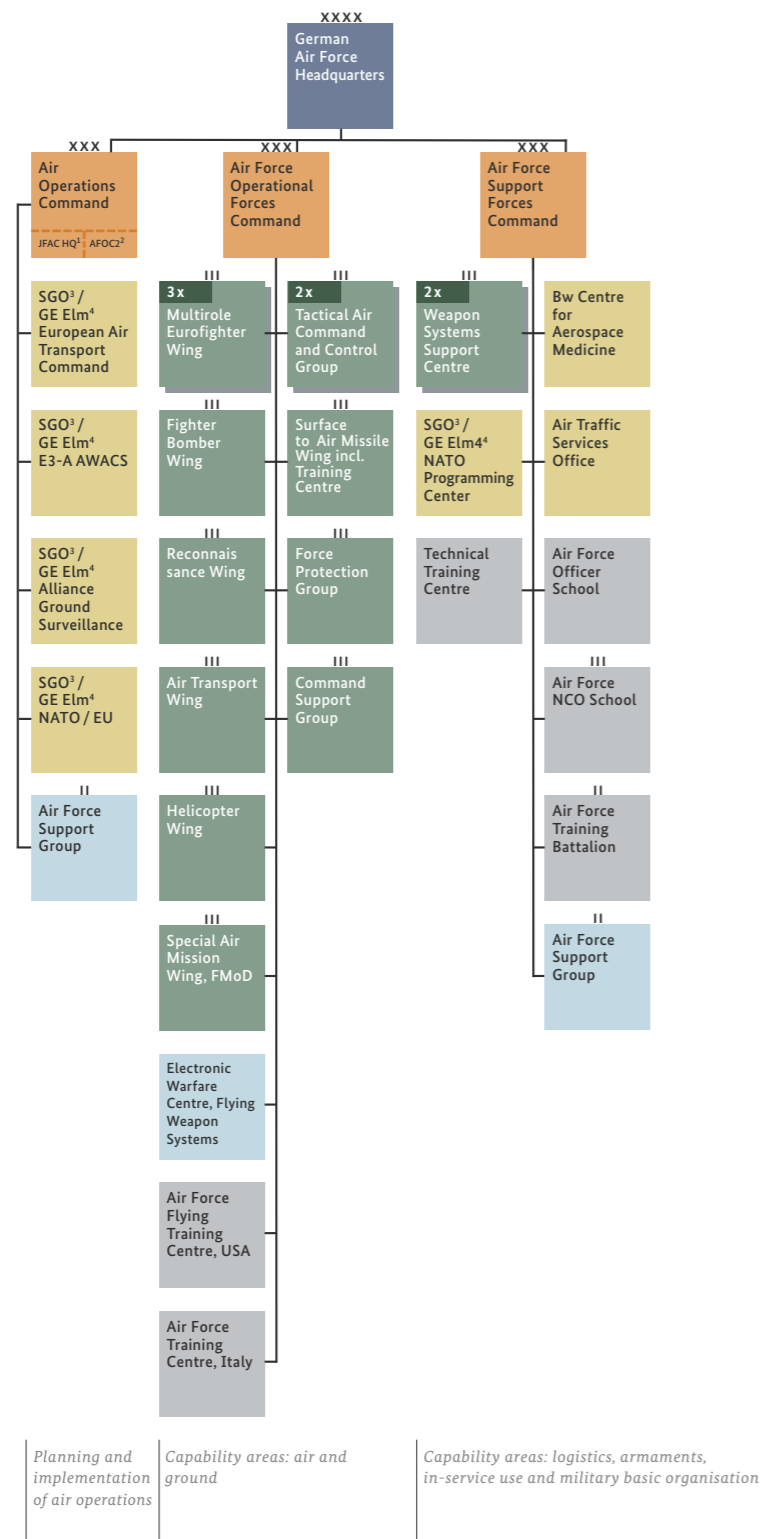 XXXX
German
Air Force
Headquarters
XXX
Air
Operations
Command
JFAC HQ¹
AFOC2²
XXX
Air Force
Operational
Forces
Command
XXX
Air Force
Support
Forces
Command
SGO³ /
GE Elm⁴
European Air
Transport
Command
SGO³ /
GE Elm⁴
E3-A AWACS
SGO³ /
GE Elm⁴
Alliance
Ground
Surveillance
SGO³ /
GE Elm⁴
NATO / EU
II
Air Force
Support
Group
III
3x
Multirole
Eurofighter
Wing
III
Fighter
Bomber
Wing
III
Reconnais
sance Wing
III
Air Transport
Wing
III
Helicopter
Wing
III
Special Air
Mission
Wing, FMoD
Electronic
Warfare
Centre, Flying
Weapon
Systems
Air Force
Flying
Training
Centre, USA
Air Force
Training
Centre, Italy
III
2x
Tactical Air
Command
and Control
Group
III
Surface
to Air Missile
Wing incl.
Training
Centre
III
Force
Protection
Group
III
Command
Support
Group
III
2x
Weapon
Systems
Support
Centre
SGO³ /
GE Elm4⁴
NATO
Programming
Center
Technical
Training
Centre
Bw Centre
for
Aerospace
Medicine
Air Traffic
Services
Office
Air Force
Officer
School
III
Air Force
NCO School
II
Air Force
Training
Battalion
II
Air Force
Support
Group
Planning and
implementation
of air operations
Capability areas: air and
ground
Capability areas: logistics, armaments,
in-service use and military basic organisation